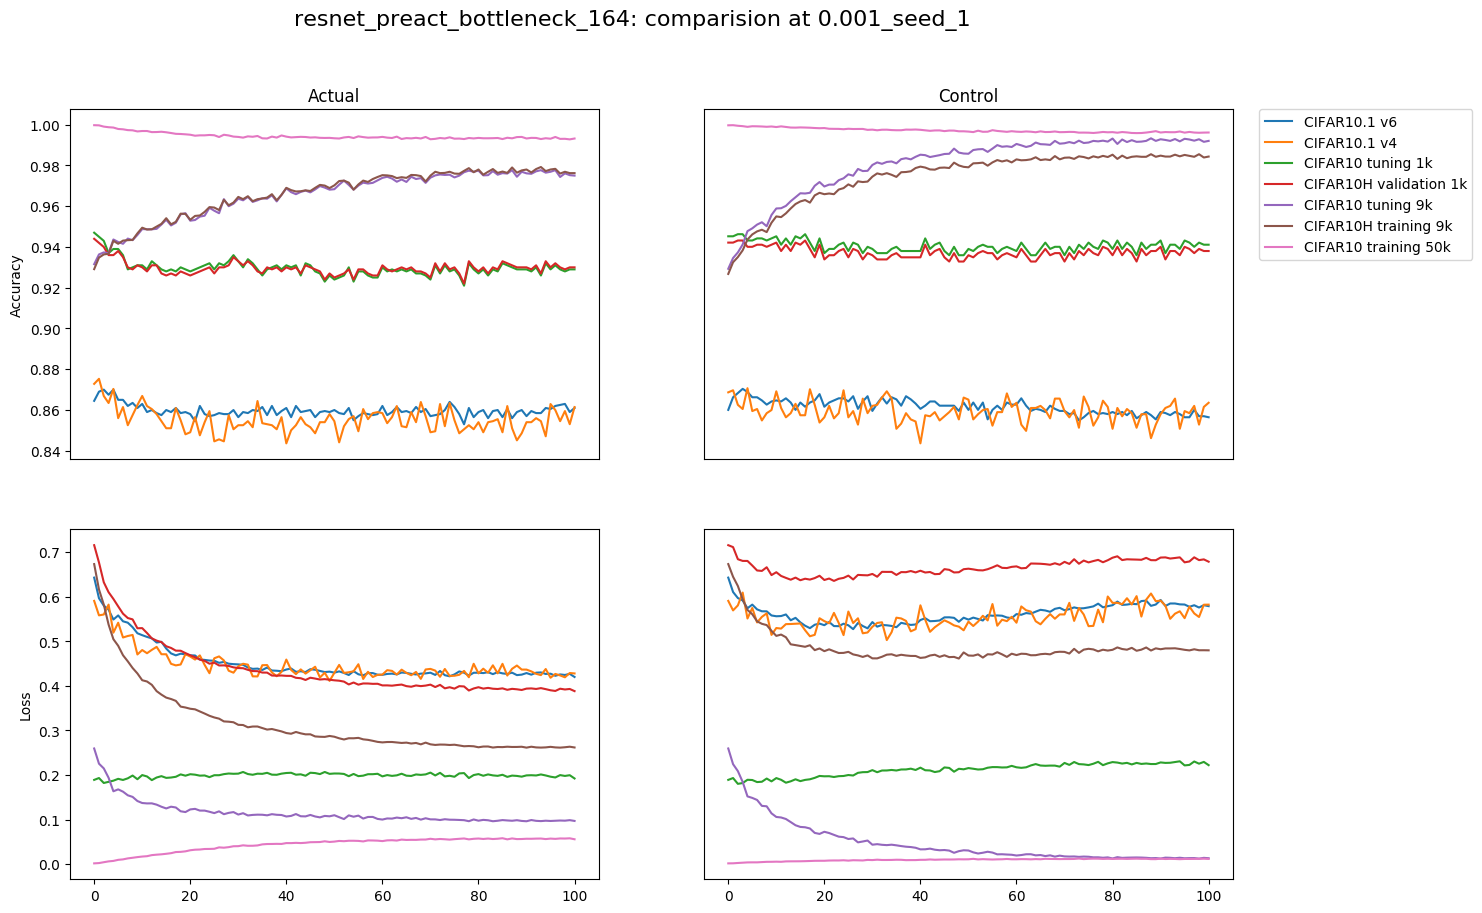 resnet_preact_bottleneck_164: comparision at 0.001_seed_1
Actual
Control
Accuracy
1.00
0.98
0.96
0.94
0.92
0.90
0.88
0.86
0.84
CIFAR10.1 v6
CIFAR10.1 v4
CIFAR10 tuning 1k
CIFAR10H validation 1k
CIFAR10 tuning 9k
CIFAR10H training 9k
CIFAR10 training 50k
Loss
0.7
0.6
0.5
0.4
0.3
0.2
0.1
0.0
0 20 40 60 80 100
0 20 40 60 80 100